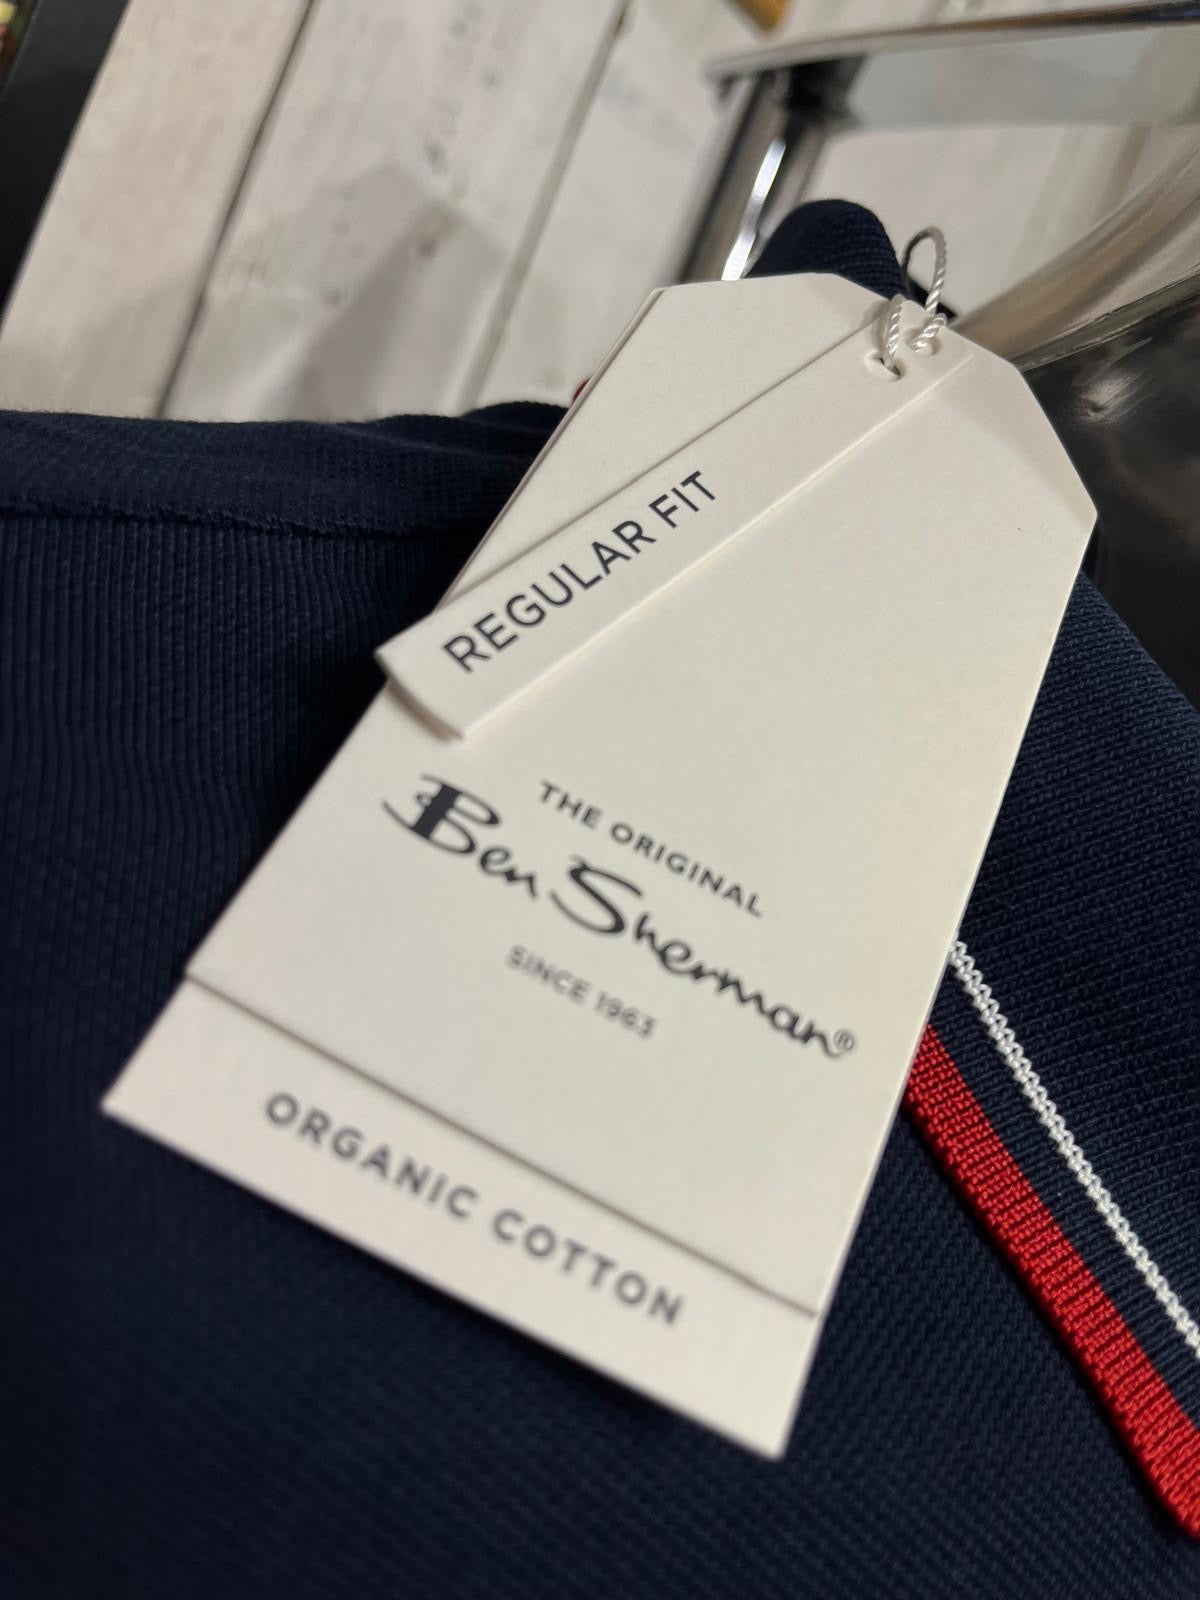 REGULAR FIT
THE ORIGINAL
Ben Sherman®
SINCE 1963
ORGANIC COTTON